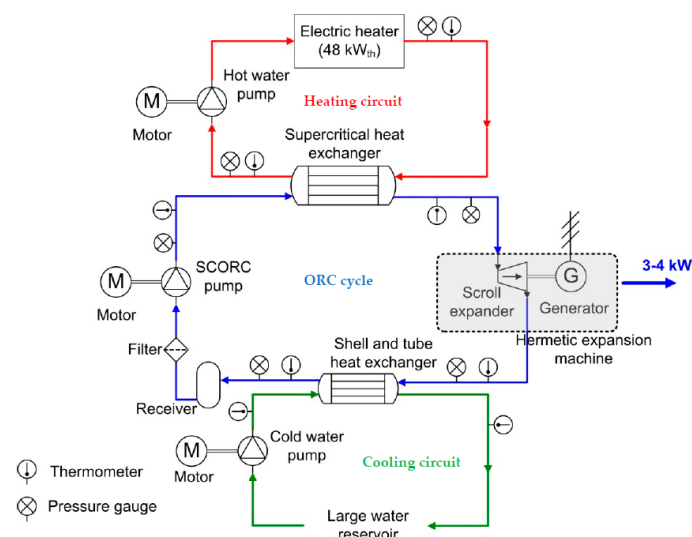 Electric heater
(48 kWth)
Hot water
pump
M
Motor
Heating circuit
Supercritical heat
exchanger
SCORC
pump
M
Motor
ORC cycle
3-4 kW
G
Scroll
expander
Generator
Hermetic expansion
machine
Filter
Shell and tube
heat exchanger
Receiver
Cold water
pump
M
Motor
Cooling circuit
Thermometer
Pressure gauge
Large water
reservoir